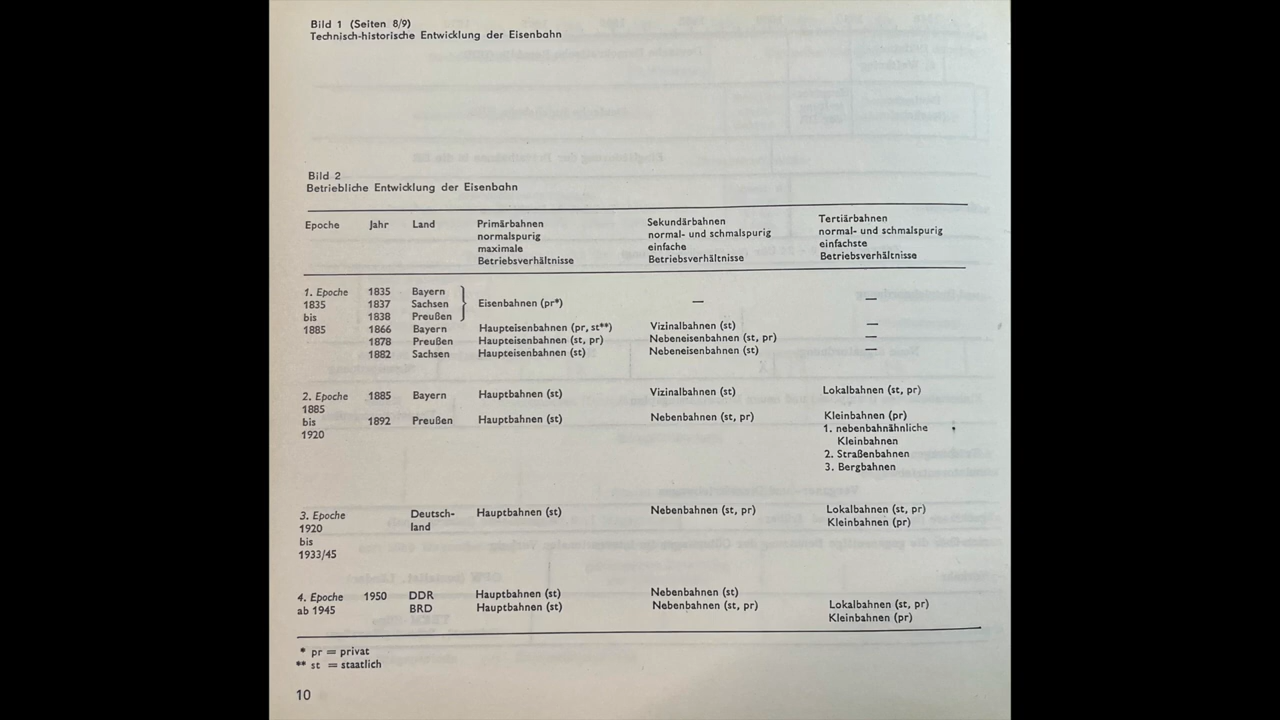 Bild 1 (Seiten 8/9)
Technisch-historische Entwicklung der Eisenbahn
Bild 2
Betriebliche Entwicklung der Eisenbahn
Epoche Jahr Land Primärbahnen normalspurig maximale Betriebsverhältnisse Sekundärbahnen normal- und schmalspurig einfache Betriebsverhältnisse Tertiärbahnen normal- und schmalspurig einfachste Betriebsverhältnisse
1. Epoche 1835 Bayern
1835 1837 Sachsen } Eisenbahnen (pr*) — —
bis 1838 Preußen
1885 1866 Bayern Haupteisenbahnen (pr, st**) Vizinalbahnen (st) —
1878 Preußen Haupteisenbahnen (st, pr) Nebeneisenbahnen (st, pr) —
1882 Sachsen Haupteisenbahnen (st) Nebeneisenbahnen (st) —
2. Epoche 1885 Bayern Hauptbahnen (st) Vizinalbahnen (st) Lokalbahnen (st, pr)
1885
bis 1892 Preußen Hauptbahnen (st) Nebenbahnen (st, pr) Kleinbahnen (pr)
1920 1. nebenbahnähnliche
Kleinbahnen
2. Straßenbahnen
3. Bergbahnen
3. Epoche Deutsch- Hauptbahnen (st) Nebenbahnen (st, pr) Lokalbahnen (st, pr)
1920 land Kleinbahnen (pr)
bis
1933/45
4. Epoche 1950 DDR Hauptbahnen (st) Nebenbahnen (st)
ab 1945 BRD Hauptbahnen (st) Nebenbahnen (st, pr) Lokalbahnen (st, pr)
Kleinbahnen (pr)
* pr = privat
** st = staatlich
10